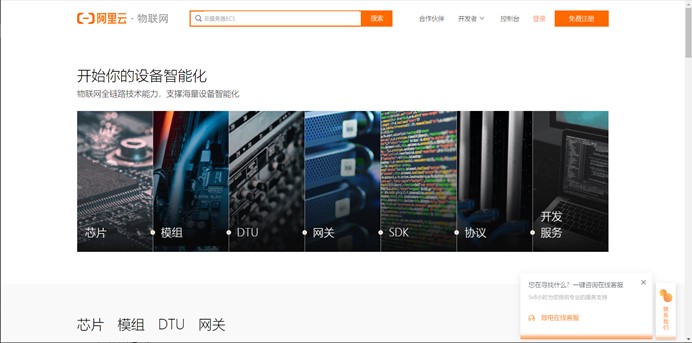 阿里云 · 物联网
云服务器ECS
搜索
合作伙伴
开发者
控制台
登录
免费注册
开始你的设备智能化
物联网全链路技术能力，支撑海量设备智能化
芯片
模组
DTU
网关
SDK
协议
开发
服务
您在寻找什么？一键咨询在线客服
5x8小时为您提供专业的服务支持
致电在线客服
联系我们
芯片 模组 DTU 网关